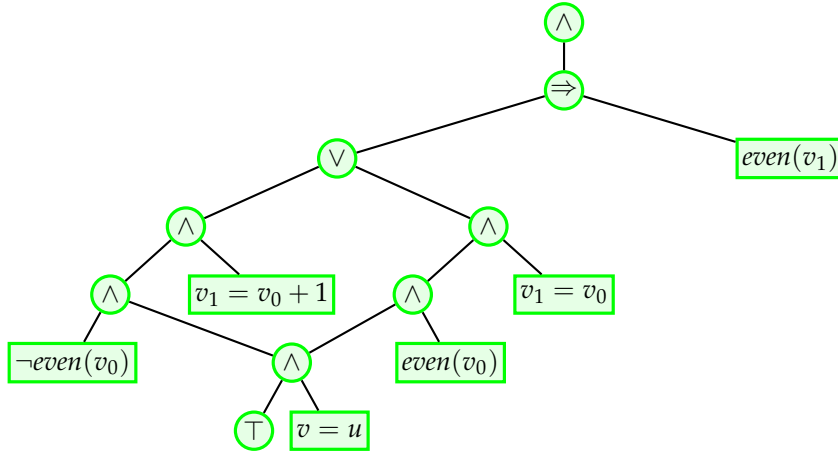 ∧
⇒
∨
even(v₁)
∧
∧
∧
v₁ = v₀ + 1
∧
v₁ = v₀
¬even(v₀)
∧
even(v₀)
⊤
v = u